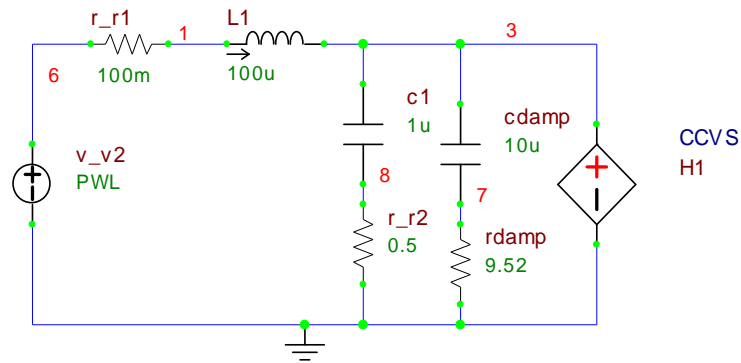 r_r1
1
L1
3
6
100m
100u
c1
1u
cdamp
10u
CCVS
H1
v_v2
PWL
8
7
r_r2
0.5
rdamp
9.52